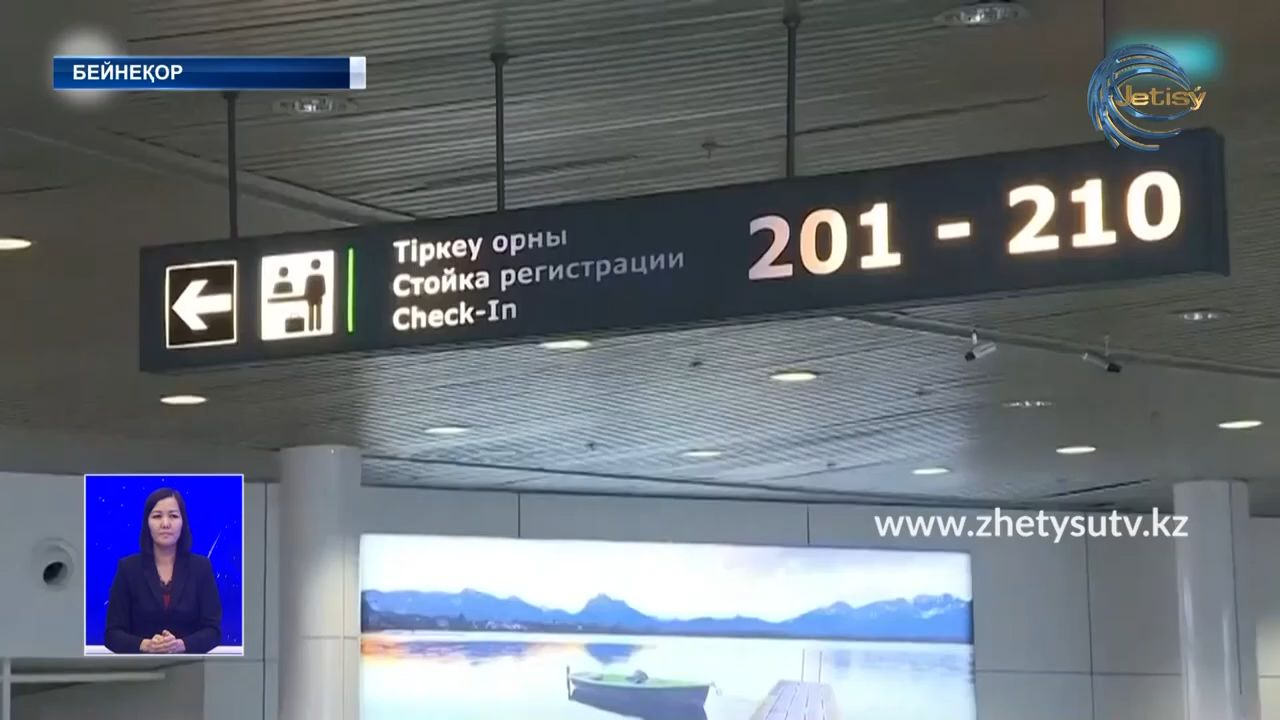 БЕЙНЕҚОР
Jetisý
Тіркеу орны
Стойка регистрации
Check-In
201 - 210
www.zhetysutv.kz